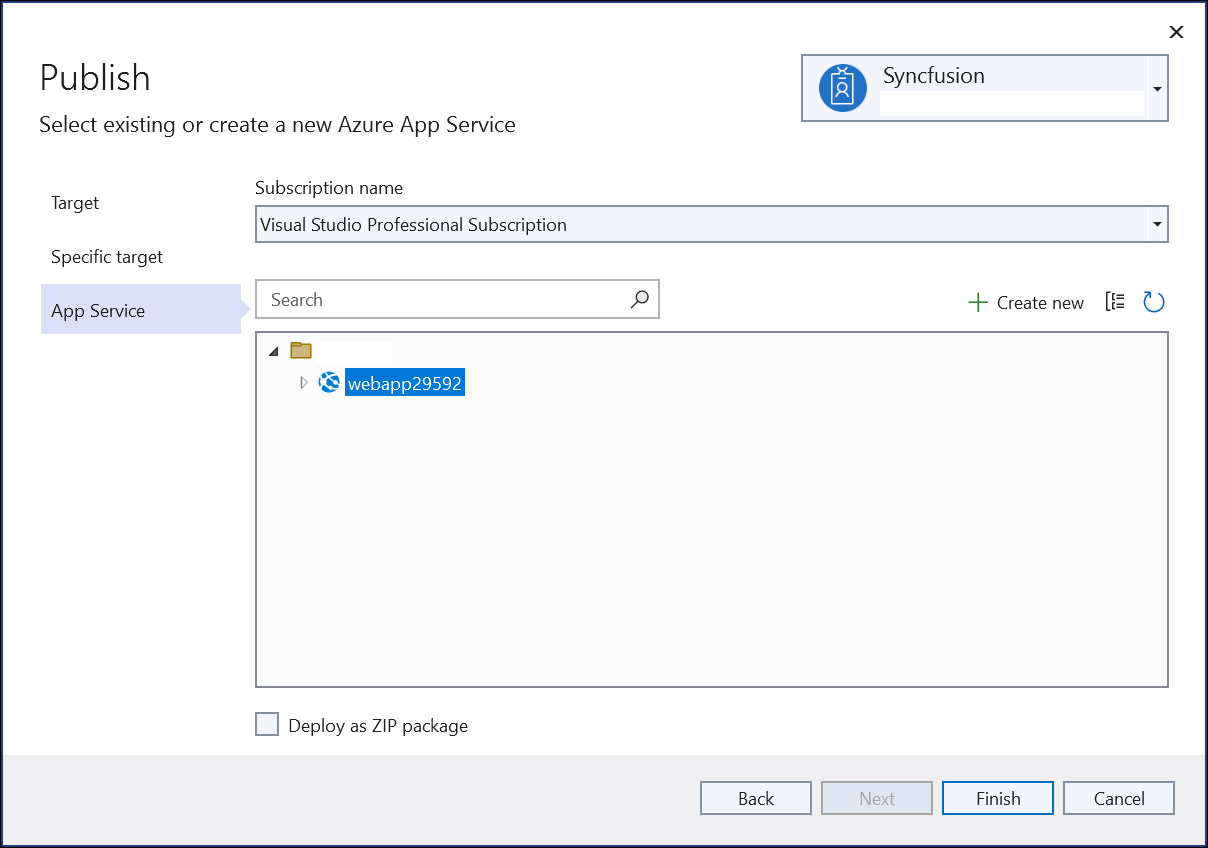 Publish
Syncfusion
Select existing or create a new Azure App Service
Target
Specific target
App Service
Subscription name
Visual Studio Professional Subscription
Search
Create new
webapp29592
Deploy as ZIP package
Back
Next
Finish
Cancel